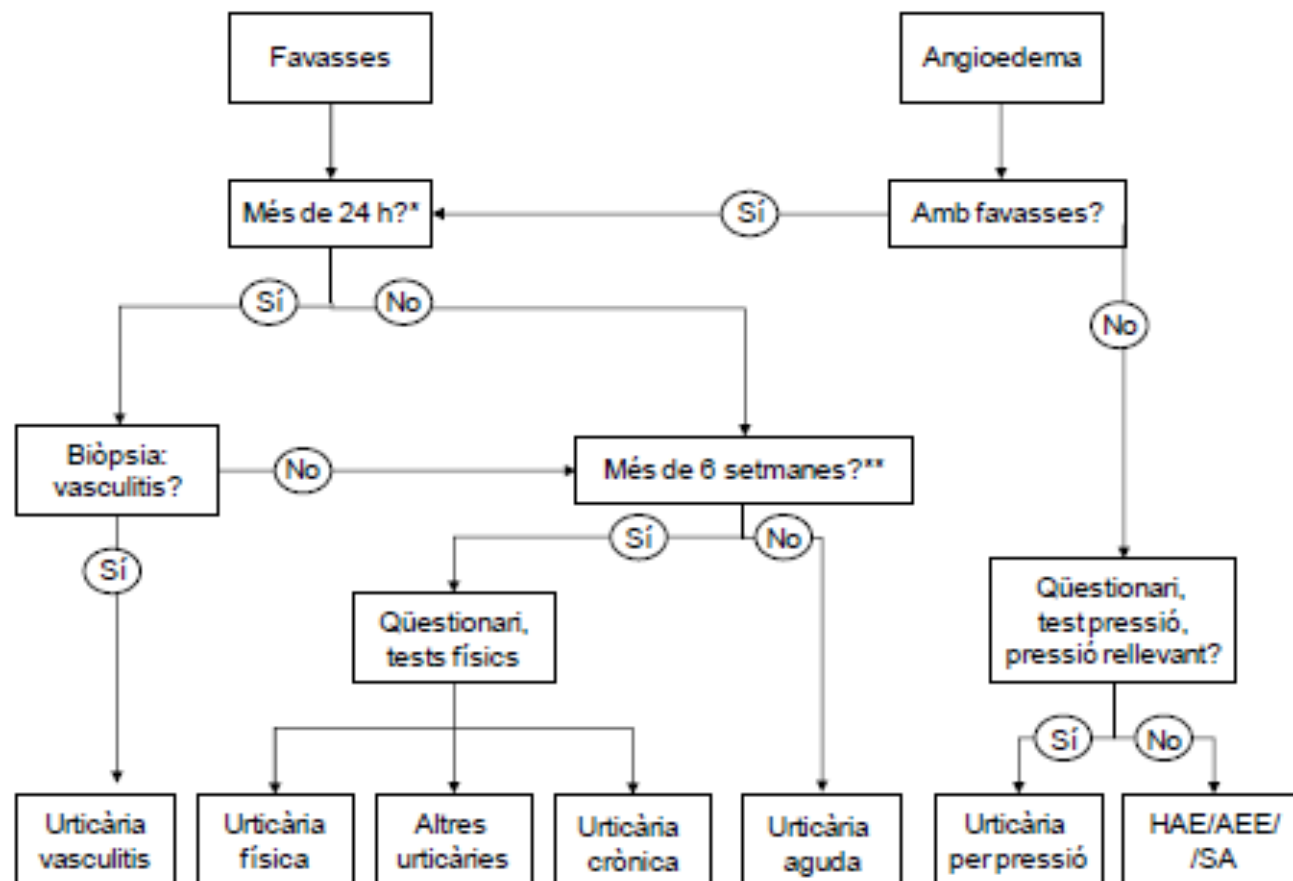 Favasses
Angioedema
Més de 24 h?*
Sí
Amb favasses?
Sí
No
No
Biòpsia:
vasculitis?
No
Més de 6 setmanes?**
Sí
Sí
No
Qüestionari,
tests físics
Qüestionari,
test pressió,
pressió rellevant?
Sí
No
Urticària
vasculitis
Urticària
física
Altres
urticàries
Urticària
crònica
Urticària
aguda
Urticària
per pressió
HAE/AEE/
/SA